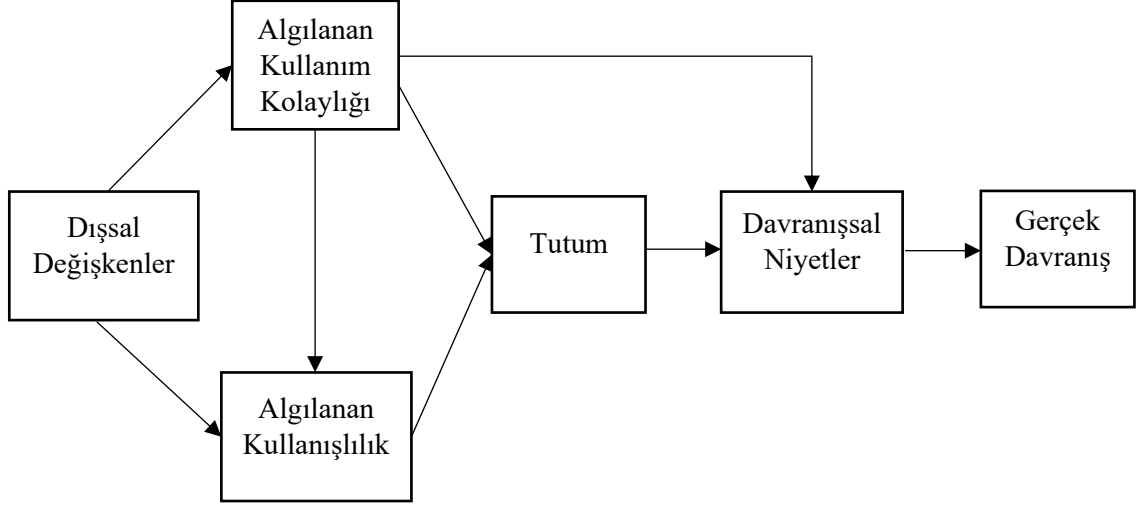 Algılanan
Kullanım
Kolaylığı
Dışsal
Değişkenler
Tutum
Davranışsal
Niyetler
Gerçek
Davranış
Algılanan
Kullanışlılık